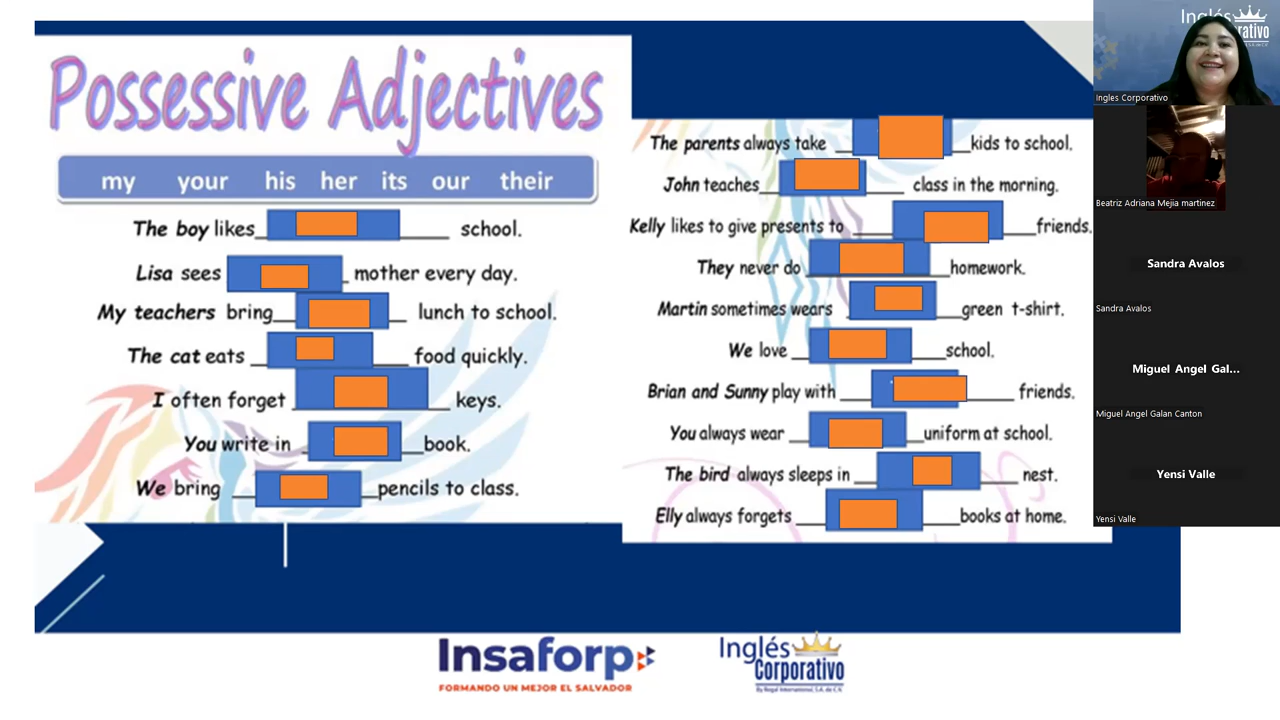 Possessive Adjectives
my your his her its our their
The boy likes school.
Lisa sees mother every day.
My teachers bring lunch to school.
The cat eats food quickly.
I often forget keys.
You write in book.
We bring pencils to class.
The parents always take kids to school.
John teaches class in the morning.
Kelly likes to give presents to friends.
They never do homework.
Martin sometimes wears green t-shirt.
We love school.
Brian and Sunny play with friends.
You always wear uniform at school.
The bird always sleeps in nest.
Elly always forgets books at home.
Insaforp
FORMANDO UN MEJOR EL SALVADOR
Inglés
Corporativo
By Regal International, S.A. de C.V.
Inglés
Ingles Corporativo
Beatriz Adriana Mejia martinez
Sandra Avalos
Sandra Avalos
Miguel Angel Gal...
Miguel Angel Galan Canton
Yensi Valle
Yensi Valle